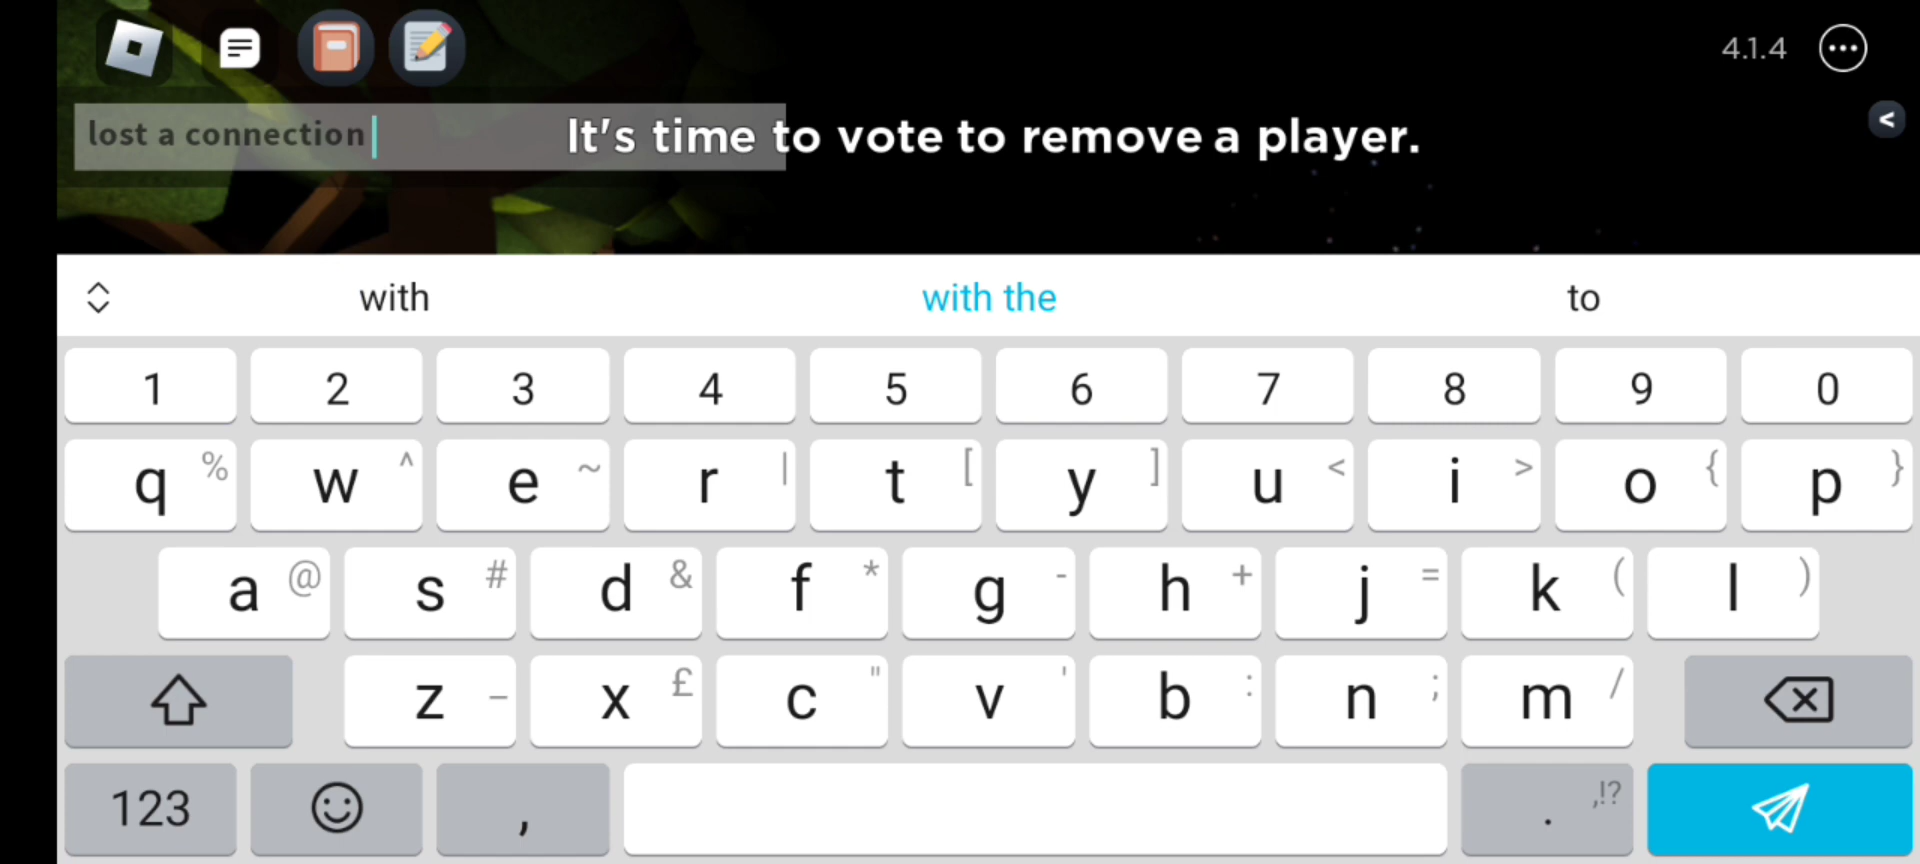 4.1.4
lost a connection
It's time to vote to remove a player.
<
with with the to
1 2 3 4 5 6 7 8 9 0
q % w ^ e ~ r | t [ y ] u < i > o { p }
a @ s # d & f * g - h + j = k ( l )
z _ x £ c " v ' b : n ; m /
123 , . ,!?